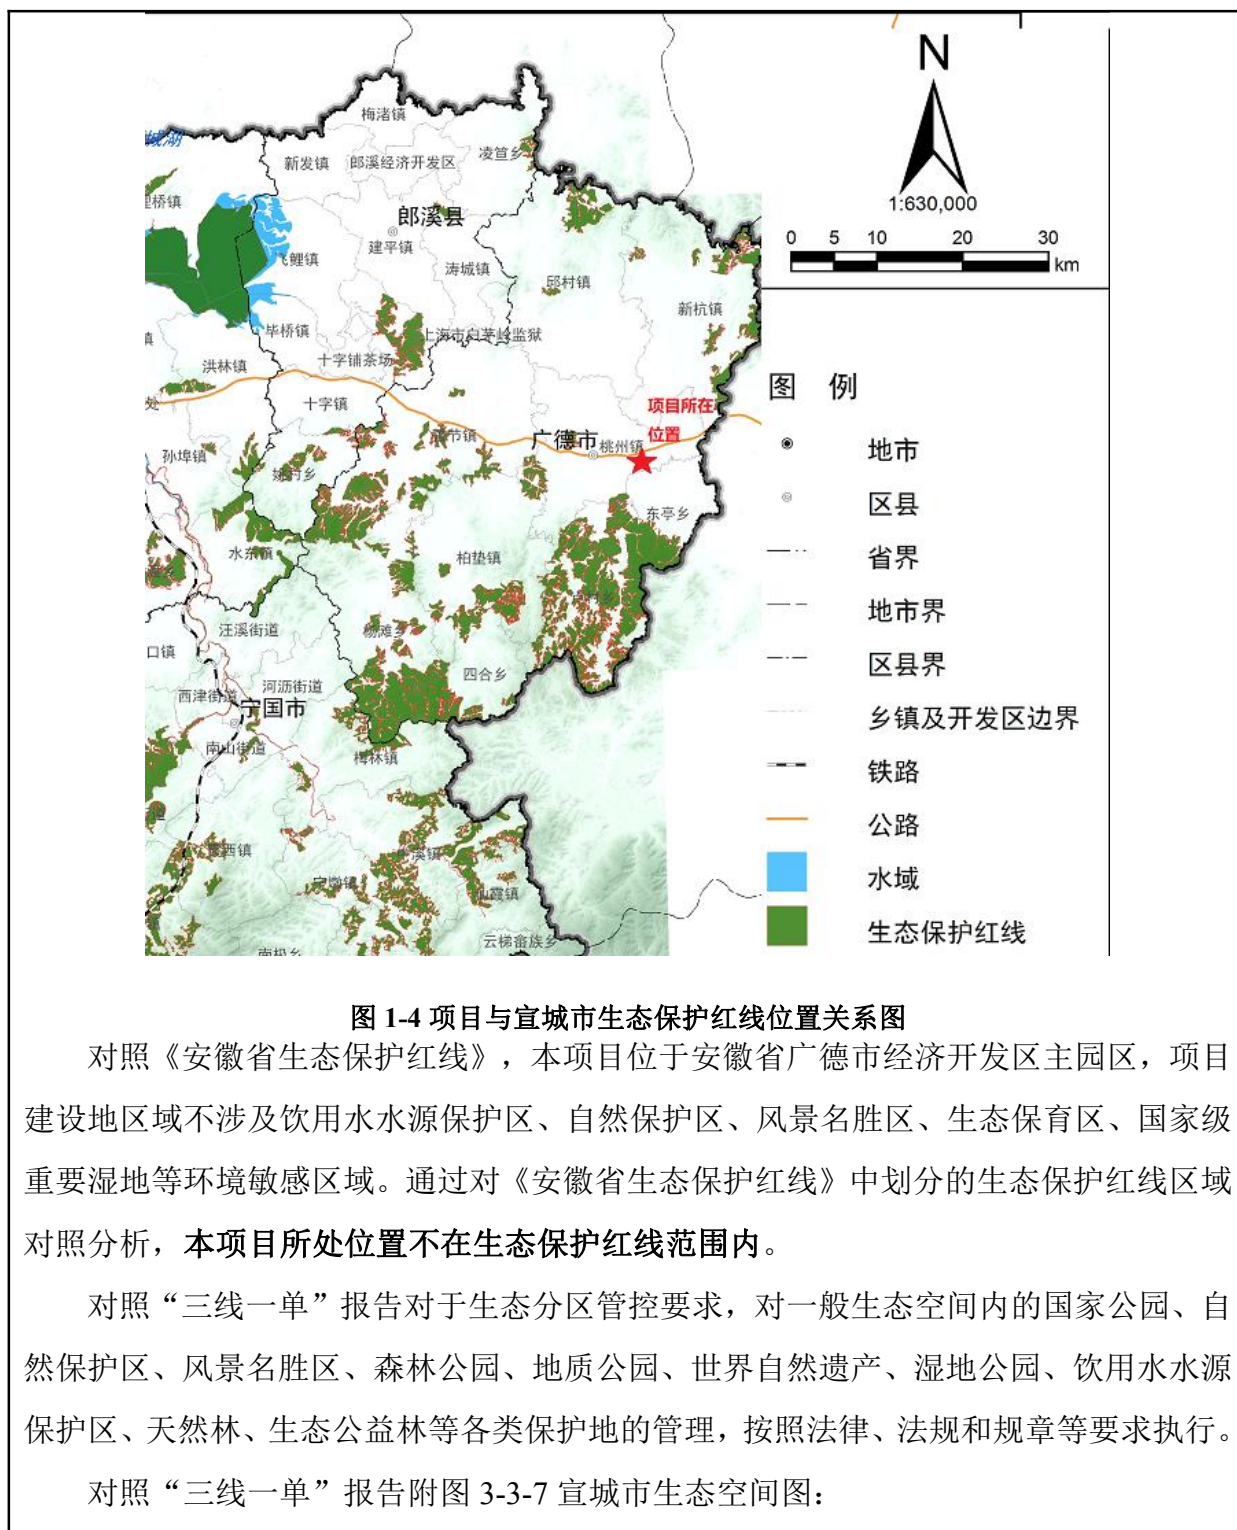 城湖
梅渚镇
新发镇
郎溪经济开发区
凌笪乡
N
1:630,000
0 5 10 20 30
km
郎溪县
建平镇
飞鲤镇
涛城镇
邱村镇
新杭镇
毕桥镇
上海市白茅岭监狱
洪林镇
十字铺茶场
处
十字镇
项目所在
位置
广德市
桃州镇
孙埠镇
姚村乡
东亭乡
水东镇
柏垫镇
汪溪街道
杨滩乡
口镇
四合乡
河沥街道
西津街道
宁国市
南山街道
梅林镇
宁墩镇
仙霞镇
云梯畲族乡
南极乡
图 例
地市
区县
省界
地市界
区县界
乡镇及开发区边界
铁路
公路
水域
生态保护红线
图 1-4 项目与宣城市生态保护红线位置关系图
对照《安徽省生态保护红线》，本项目位于安徽省广德市经济开发区主园区，项目
建设地区域不涉及饮用水水源保护区、自然保护区、风景名胜区、生态保育区、国家级
重要湿地等环境敏感区域。通过对《安徽省生态保护红线》中划分的生态保护红线区域
对照分析，本项目所处位置不在生态保护红线范围内。
对照“三线一单”报告对于生态分区管控要求，对一般生态空间内的国家公园、自
然保护区、风景名胜区、森林公园、地质公园、世界自然遗产、湿地公园、饮用水水源
保护区、天然林、生态公益林等各类保护地的管理，按照法律、法规和规章等要求执行。
对照“三线一单”报告附图 3-3-7 宣城市生态空间图：